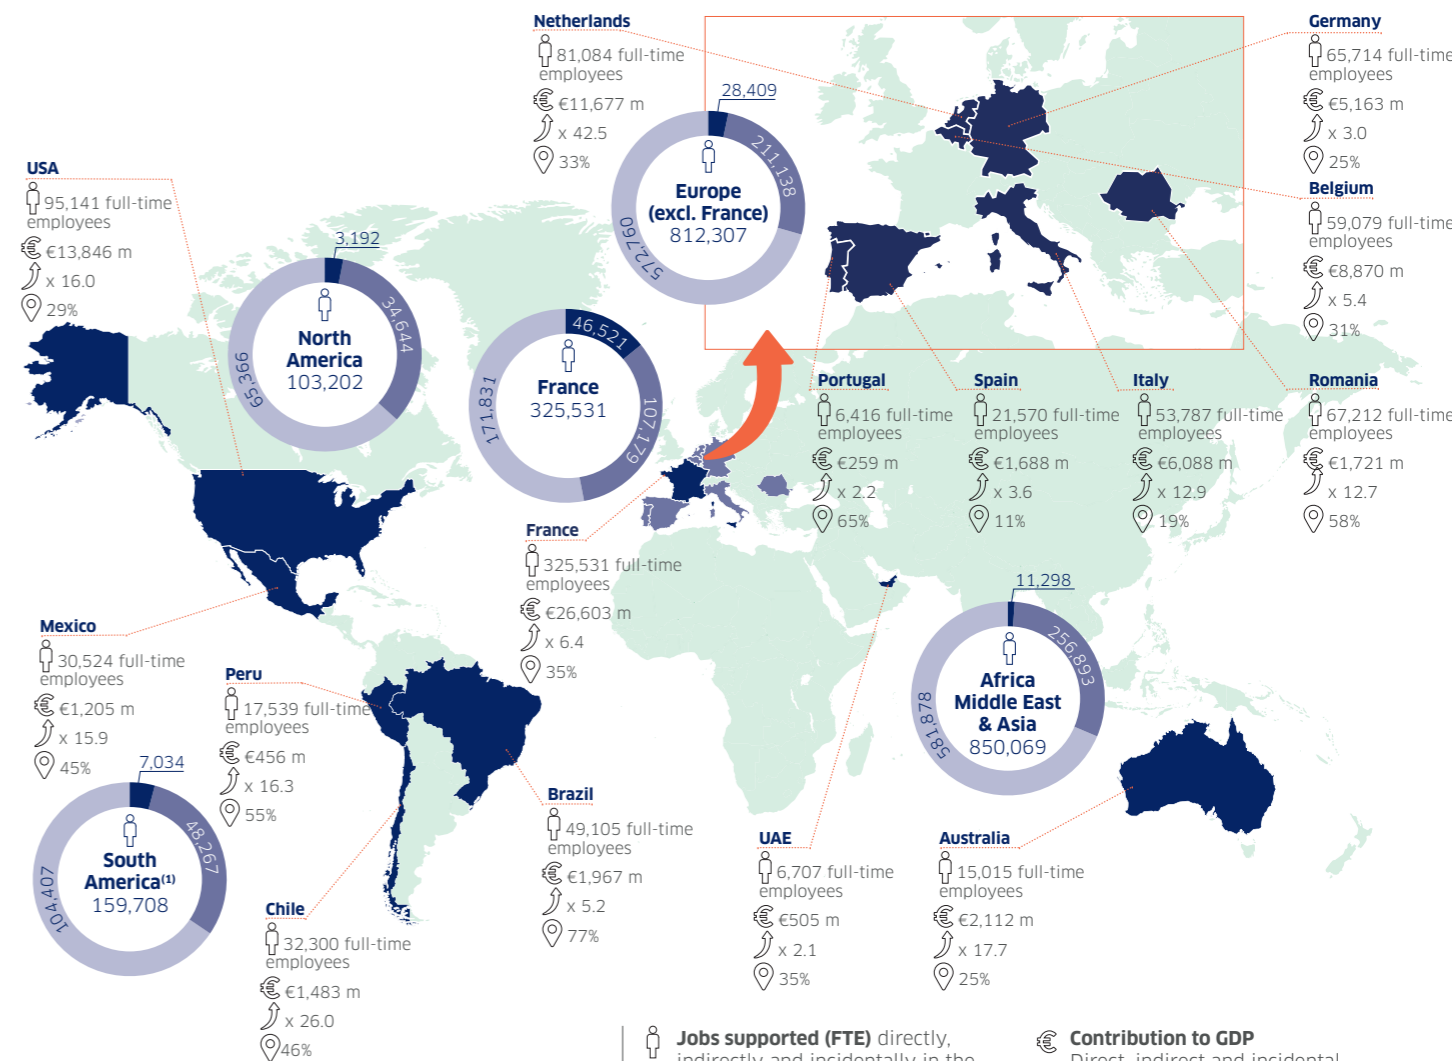 Netherlands
81,084 full-time
employees
€11,677 m
x 42.5
33%
Germany
65,714 full-time
employees
€5,163 m
x 3.0
25%
Belgium
59,079 full-time
employees
€8,870 m
x 5.4
31%
28,409
211,138
572,760
Europe
(excl. France)
812,307
USA
95,141 full-time
employees
€13,846 m
x 16.0
29%
3,192
34,644
65,366
North
America
103,202
46,521
107,179
171,831
France
325,531
Portugal
6,416 full-time
employees
€259 m
x 2.2
65%
Spain
21,570 full-time
employees
€1,688 m
x 3.6
11%
Italy
53,787 full-time
employees
€6,088 m
x 12.9
19%
Romania
67,212 full-time
employees
€1,721 m
x 12.7
58%
France
325,531 full-time
employees
€26,603 m
x 6.4
35%
Mexico
30,524 full-time
employees
€1,205 m
x 15.9
45%
Peru
17,539 full-time
employees
€456 m
x 16.3
55%
11,298
256,893
581,878
Africa
Middle East
& Asia
850,069
7,034
48,267
104,407
South
America(1)
159,708
Brazil
49,105 full-time
employees
€1,967 m
x 5.2
77%
Chile
32,300 full-time
employees
€1,483 m
x 26.0
46%
UAE
6,707 full-time
employees
€505 m
x 2.1
35%
Australia
15,015 full-time
employees
€2,112 m
x 17.7
25%
Jobs supported (FTE) directly,
indirectly and incidentally in the
Contribution to GDP
Direct, indirect and incidental